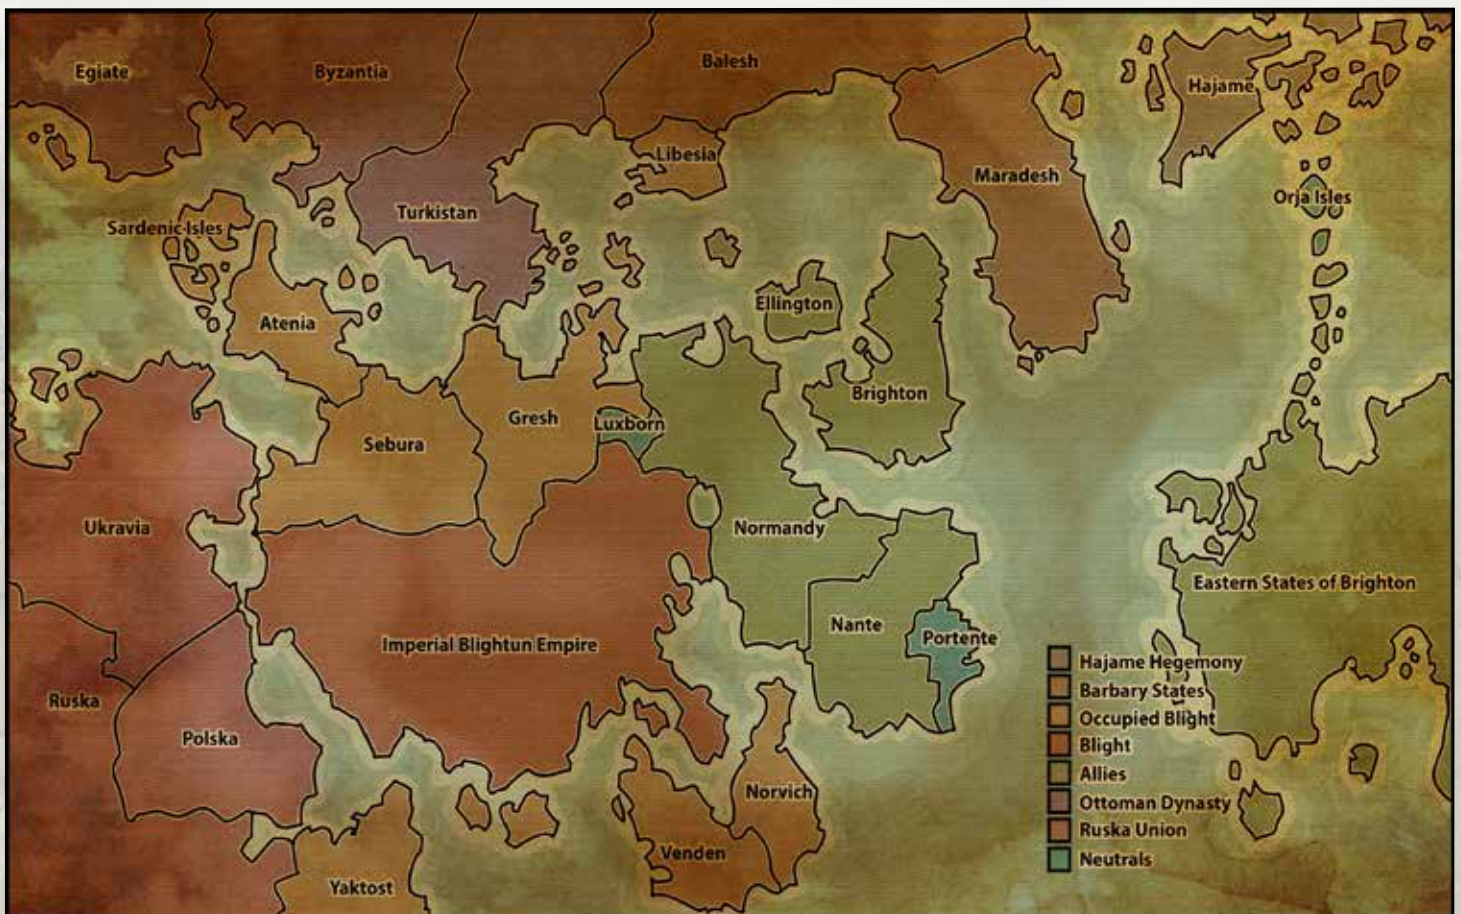 Egiate
Byzantia
Balesh
Hajame
Libesia
Maradesh
Orja Isles
Turkistan
Sardenic Isles
Ellington
Atenia
Brighton
Gresh
Luxborn
Sebura
Ukravia
Normandy
Eastern States of Brighton
Nante
Portente
Imperial Blightun Empire
Ruska
Polska
Norvich
Venden
Yaktost
Hajame Hegemony
Barbary States
Occupied Blight
Blight
Allies
Ottoman Dynasty
Ruska Union
Neutrals